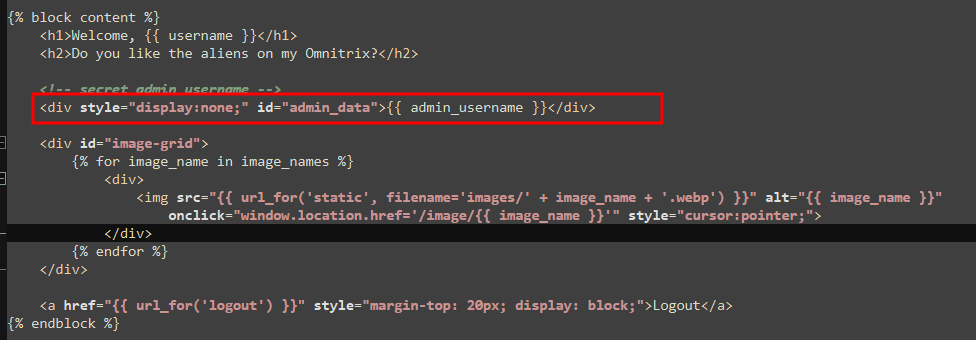 {% block content %}
<h1>Welcome, {{ username }}</h1>
<h2>Do you like the aliens on my Omnitrix?</h2>
<!-- secret admin username -->
<div style="display:none;" id="admin_data">{{ admin_username }}</div>
<div id="image-grid">
{% for image_name in image_names %}
<div>
<img src="{{ url_for('static', filename='images/' + image_name + '.webp') }}" alt="{{ image_name }}"
onclick="window.location.href='/image/{{ image_name }}'" style="cursor:pointer;">
</div>
{% endfor %}
</div>
<a href="{{ url_for('logout') }}" style="margin-top: 20px; display: block;">Logout</a>
{% endblock %}